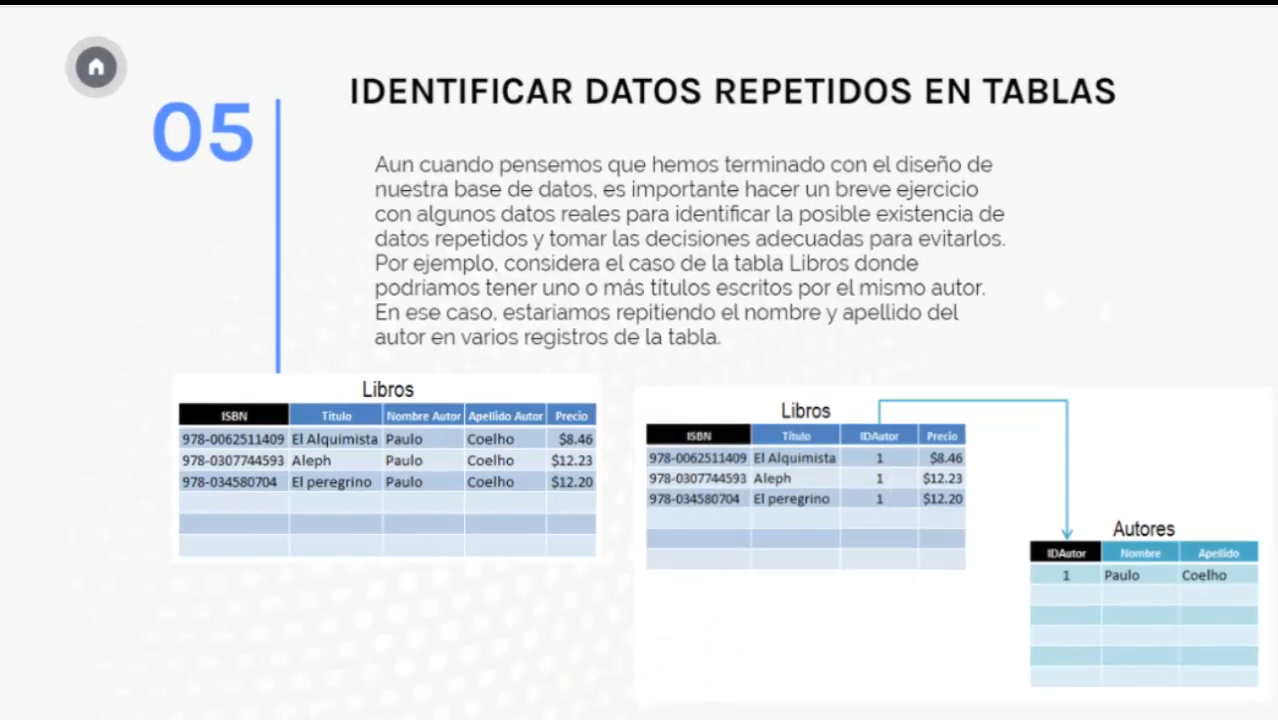 05
IDENTIFICAR DATOS REPETIDOS EN TABLAS
Aun cuando pensemos que hemos terminado con el diseño de
nuestra base de datos, es importante hacer un breve ejercicio
con algunos datos reales para identificar la posible existencia de
datos repetidos y tomar las decisiones adecuadas para evitarlos.
Por ejemplo, considera el caso de la tabla Libros donde
podriamos tener uno o más títulos escritos por el mismo autor.
En ese caso, estaríamos repitiendo el nombre y apellido del
autor en varios registros de la tabla.
Libros
ISBN Título Nombre Autor Apellido Autor Precio
978-0062511409 El Alquimista Paulo Coelho $8.46
978-0307744593 Aleph Paulo Coelho $12.23
978-034580704 El peregrino Paulo Coelho $12.20
Libros
ISBN Título IDAutor Precio
978-0062511409 El Alquimista 1 $8.46
978-0307744593 Aleph 1 $12.23
978-034580704 El peregrino 1 $12.20
Autores
IDAutor Nombre Apellido
1 Paulo Coelho